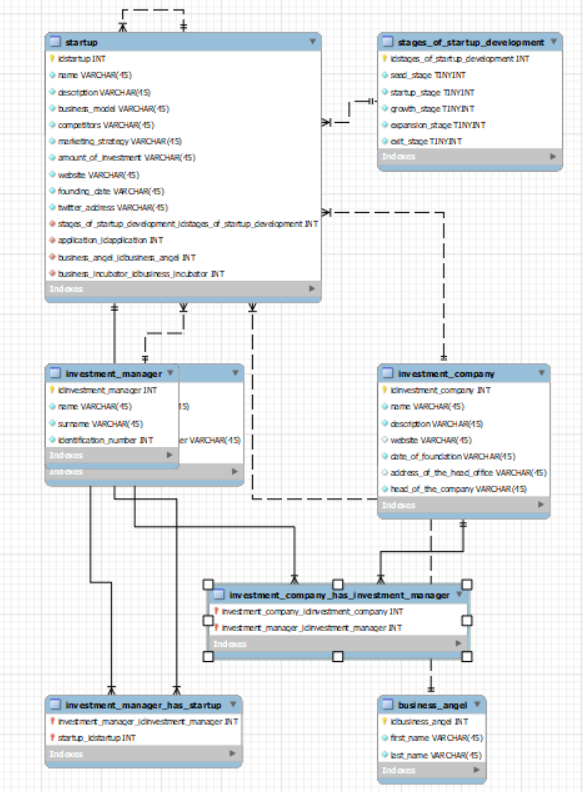 startup
idstartup INT
name VARCHAR(45)
description VARCHAR(45)
business_model VARCHAR(45)
competitors VARCHAR(45)
marketing_strategy VARCHAR(45)
amount_of_investment VARCHAR(45)
website VARCHAR(45)
founding_date VARCHAR(45)
twitter_address VARCHAR(45)
stages_of_startup_development_idstages_of_startup_development INT
application_idapplication INT
business_angel_idbusiness_angel INT
business_incubator_idbusiness_incubator INT
Indexes
stages_of_startup_development
idstages_of_startup_development INT
seed_stage TINYINT
startup_stage TINYINT
growth_stage TINYINT
expansion_stage TINYINT
exit_stage TINYINT
Indexes
investment_manager
idinvestment_manager INT
name VARCHAR(45)
surname VARCHAR(45)
identification_number INT
Indexes
45)
er VARCHAR(45)
Indexes
investment_company
idinvestment_company INT
name VARCHAR(45)
description VARCHAR(45)
website VARCHAR(45)
date_of_foundation VARCHAR(45)
address_of_the_head_office VARCHAR(45)
head_of_the_company VARCHAR(45)
Indexes
investment_company_has_investment_manager
investment_company_idinvestment_company INT
investment_manager_idinvestment_manager INT
Indexes
investment_manager_has_startup
investment_manager_idinvestment_manager INT
startup_idstartup INT
Indexes
business_angel
idbusiness_angel INT
first_name VARCHAR(45)
last_name VARCHAR(45)
Indexes